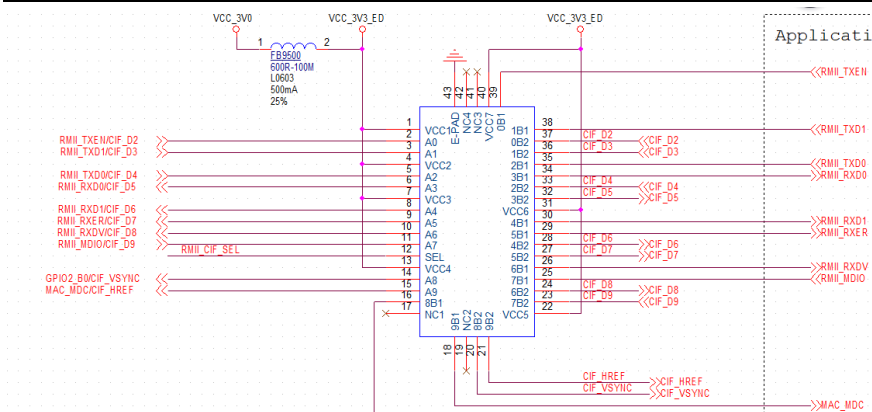 VCC_3V0
VCC_3V3_ED
VCC_3V3_ED
Applicati
1
2
FB9500
600R-100M
L0603
500mA
25%
43
42
41
40
39
E-PAD
NC4
NC3
VCC7
0B1
RMII_TXEN
1
VCC1
1B1
38
RMII_TXD1
RMII_TXEN/CIF_D2
2
A0
0B2
37
CIF_D2
CIF_D2
RMII_TXD1/CIF_D3
3
A1
1B2
36
CIF_D3
CIF_D3
4
VCC2
2B1
35
RMII_TXD0
RMII_TXD0/CIF_D4
5
A2
3B1
34
RMII_RXD0
RMII_RXD0/CIF_D5
6
A3
2B2
33
CIF_D4
CIF_D4
7
VCC3
3B2
32
CIF_D5
CIF_D5
RMII_RXD1/CIF_D6
8
A4
VCC6
31
RMII_RXER/CIF_D7
9
A5
4B1
30
RMII_RXD1
RMII_RXDV/CIF_D8
10
A6
5B1
29
RMII_RXER
RMII_MDIO/CIF_D9
11
A7
4B2
28
CIF_D6
CIF_D6
RMII_CIF_SEL
12
SEL
5B2
27
CIF_D7
CIF_D7
13
VCC4
6B1
26
RMII_RXDV
GPIO2_B0/CIF_VSYNC
14
A8
7B1
25
RMII_MDIO
MAC_MDC/CIF_HREF
15
A9
6B2
24
CIF_D8
CIF_D8
16
8B1
7B2
23
CIF_D9
CIF_D9
17
NC1
VCC5
22
9B1
NC2
8B2
9B2
18
19
20
21
CIF_HREF
CIF_HREF
CIF_VSYNC
CIF_VSYNC
MAC_MDC